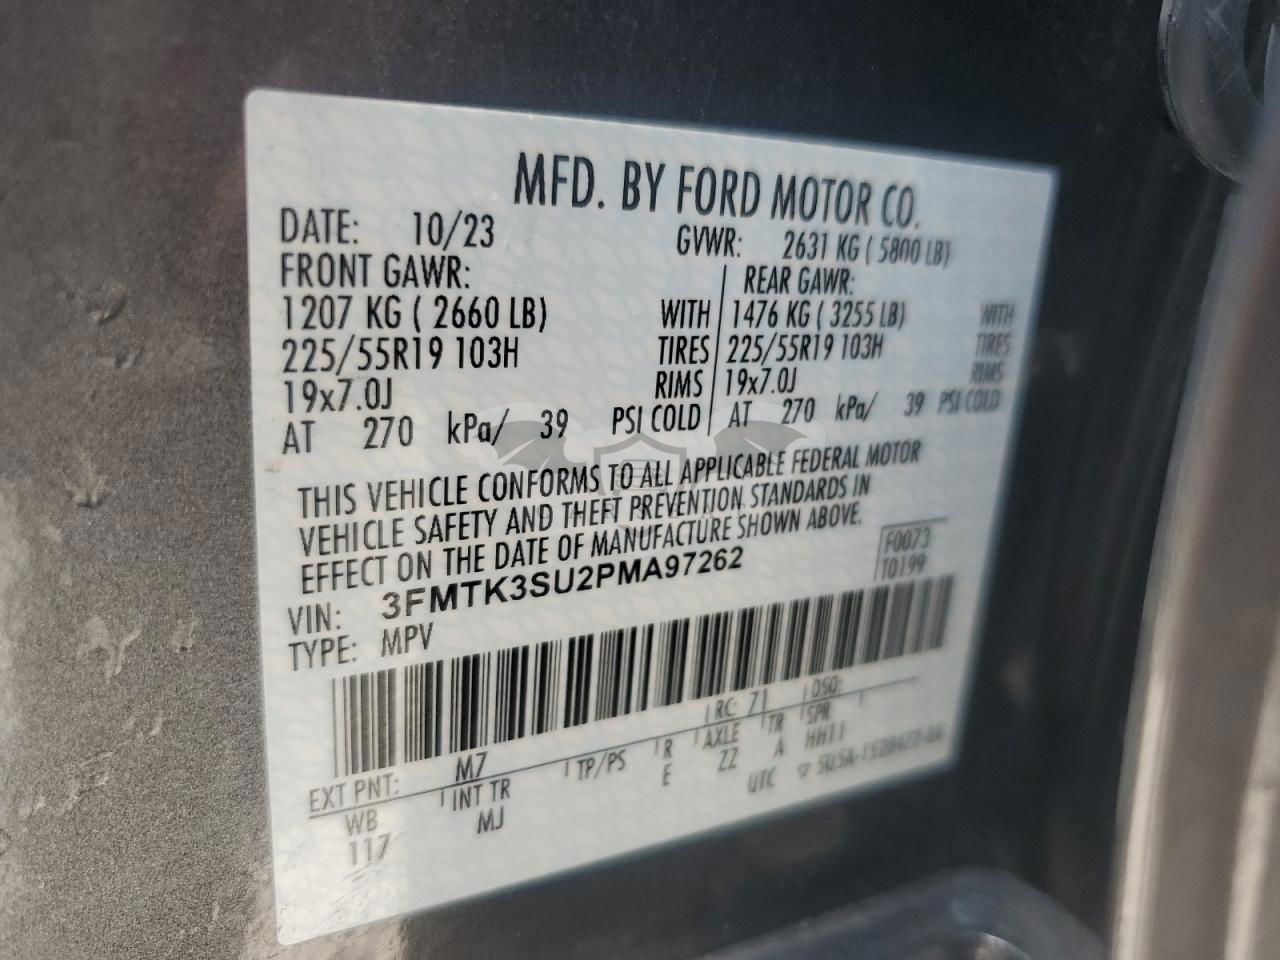 MFD. BY FORD MOTOR CO.
DATE: 10/23 GVWR: 2631 KG ( 5800 LB)
FRONT GAWR: REAR GAWR:
1207 KG ( 2660 LB) WITH 1476 KG ( 3255 LB) WITH
225/55R19 103H TIRES 225/55R19 103H TIRES
19x7.0J RIMS 19x7.0J RIMS
AT 270 kPa/ 39 PSI COLD AT 270 kPa/ 39 PSI COLD
THIS VEHICLE CONFORMS TO ALL APPLICABLE FEDERAL MOTOR
VEHICLE SAFETY AND THEFT PREVENTION STANDARDS IN
EFFECT ON THE DATE OF MANUFACTURE SHOWN ABOVE.
F0073
VIN: 3FMTK3SU2PMA97262 T0199
TYPE: MPV
EXT PNT: M7 RC: 71 DSO:
WB INT TR TP/PS R AXLE TR SPR
117 MJ E ZZ A HH11
UTC